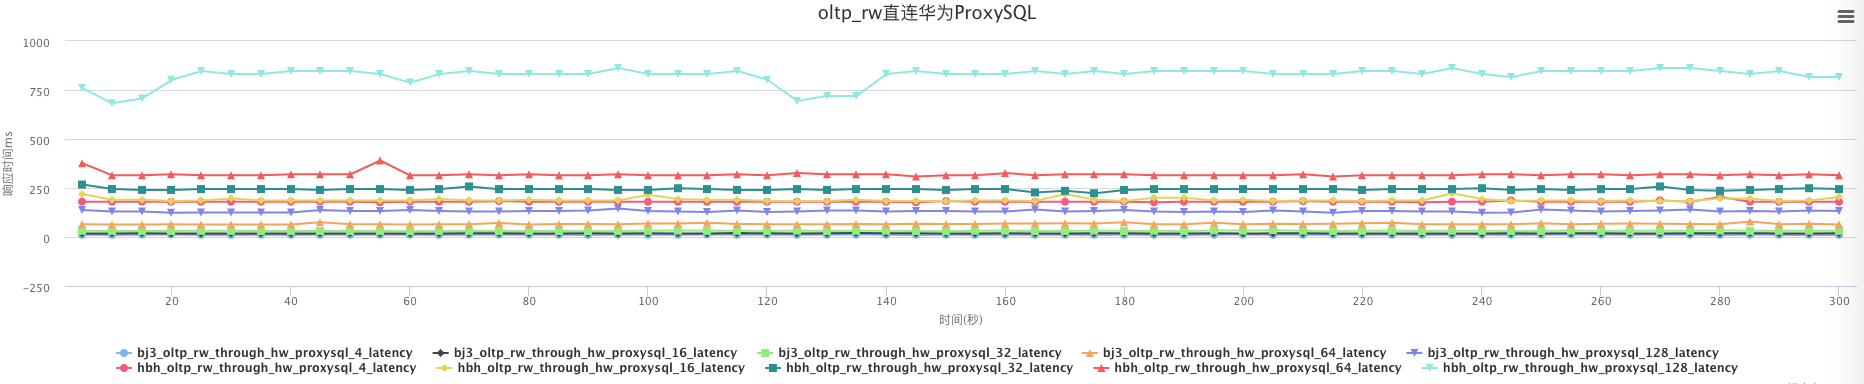 oltp_rw直连华为ProxySQL
响应时间ms
1000
750
500
250
0
-250
20 40 60 80 100 120 140 160 180 200 220 240 260 280 300
时间(秒)
bj3_oltp_rw_through_hw_proxysql_4_latency bj3_oltp_rw_through_hw_proxysql_16_latency bj3_oltp_rw_through_hw_proxysql_32_latency bj3_oltp_rw_through_hw_proxysql_64_latency bj3_oltp_rw_through_hw_proxysql_128_latency
hbh_oltp_rw_through_hw_proxysql_4_latency hbh_oltp_rw_through_hw_proxysql_16_latency hbh_oltp_rw_through_hw_proxysql_32_latency hbh_oltp_rw_through_hw_proxysql_64_latency hbh_oltp_rw_through_hw_proxysql_128_latency